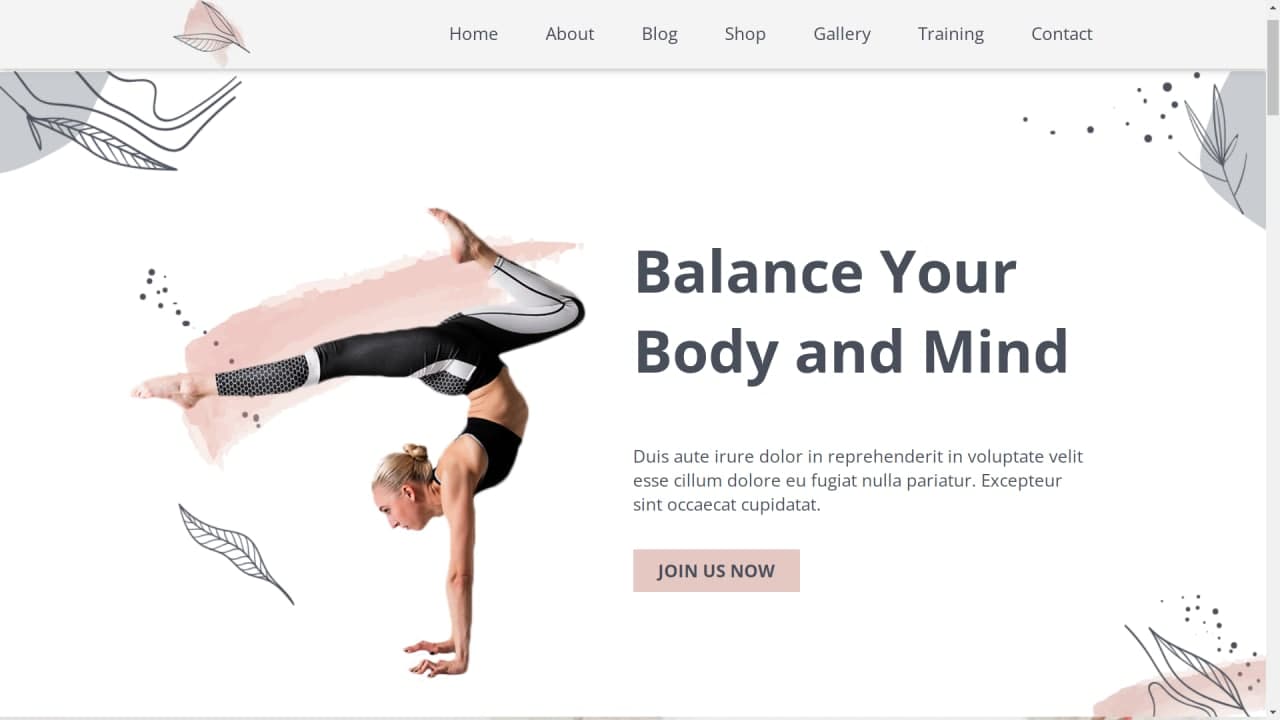 Home About Blog Shop Gallery Training Contact
Balance Your
Body and Mind
Duis aute irure dolor in reprehenderit in voluptate velit
esse cillum dolore eu fugiat nulla pariatur. Excepteur
sint occaecat cupidatat.
JOIN US NOW